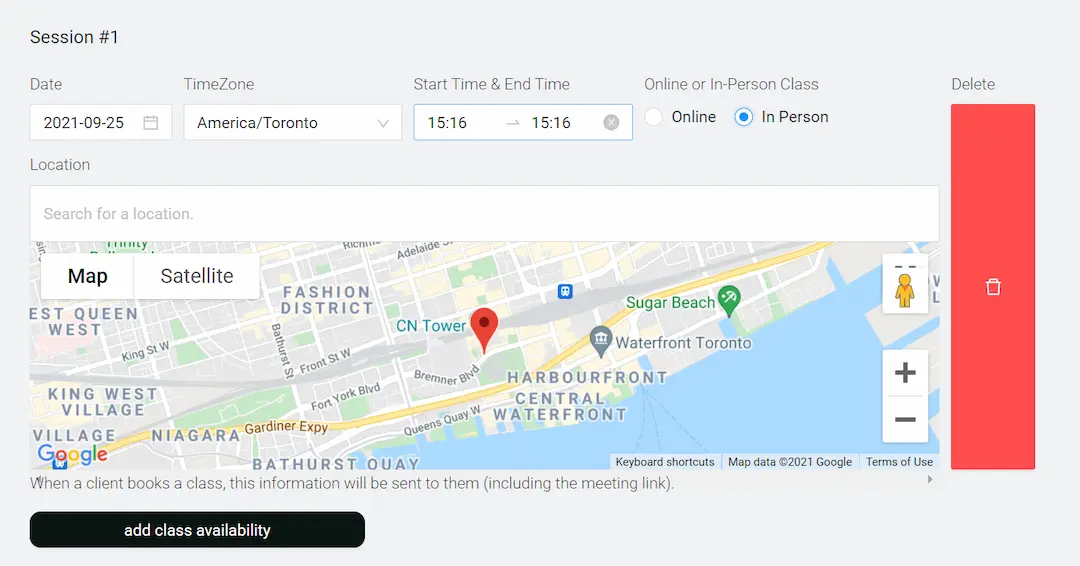 Session #1
Date
TimeZone
Start Time & End Time
Online or In-Person Class
Delete
2021-09-25
America/Toronto
15:16
15:16
Online
In Person
Location
Search for a location.
Trinity
Adelaide St W
Map
Satellite
FASHION
DISTRICT
EST QUEEN
WEST
King St W
Bathurst St
Front St W
CN Tower
Sugar Beach
Waterfront Toronto
Bremner Blvd
Fort York Blvd
HARBOURFRONT
CENTRAL
WATERFRONT
KING WEST
VILLAGE
VILLAGE
NIAGARA
Gardiner Expy
Queens Quay W
BATHURST QUAY
Google
Keyboard shortcuts
Map data ©2021 Google
Terms of Use
When a client books a class, this information will be sent to them (including the meeting link).
add class availability